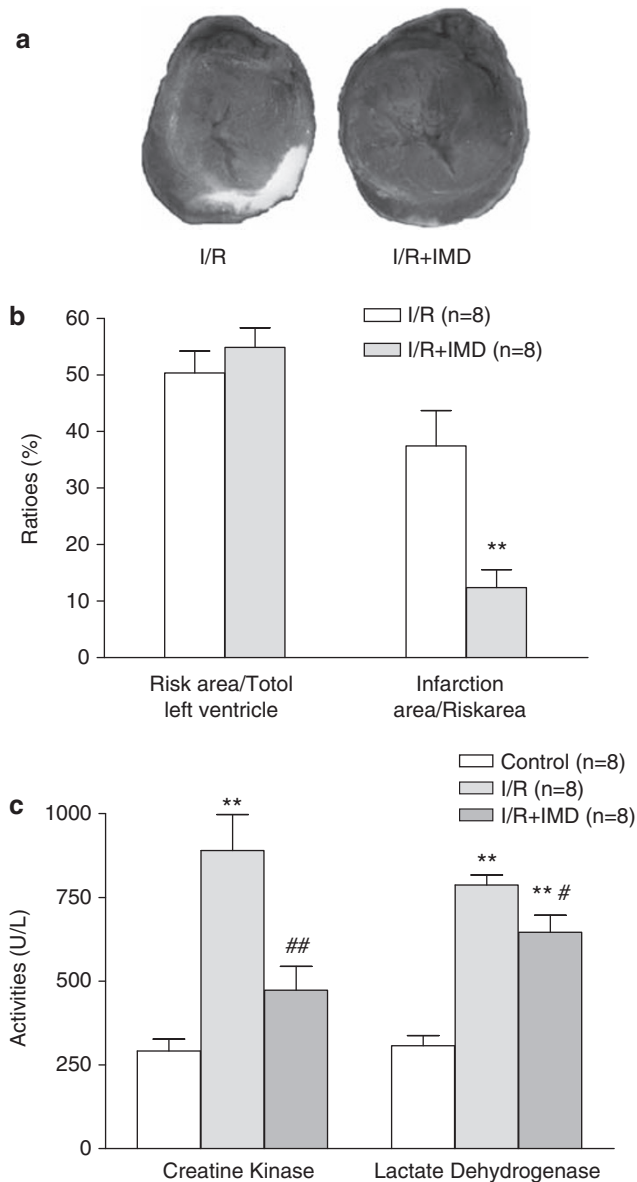 a
I/R
I/R+IMD
b
60
50
40
30
20
10
0
Ratioes (%)
I/R (n=8)
I/R+IMD (n=8)
**
Risk area/Totol
left ventricle
Infarction
area/Riskarea
c
Control (n=8)
I/R (n=8)
I/R+IMD (n=8)
1000
750
500
250
0
Activities (U/L)
**
##
**
** #
Creatine Kinase
Lactate Dehydrogenase